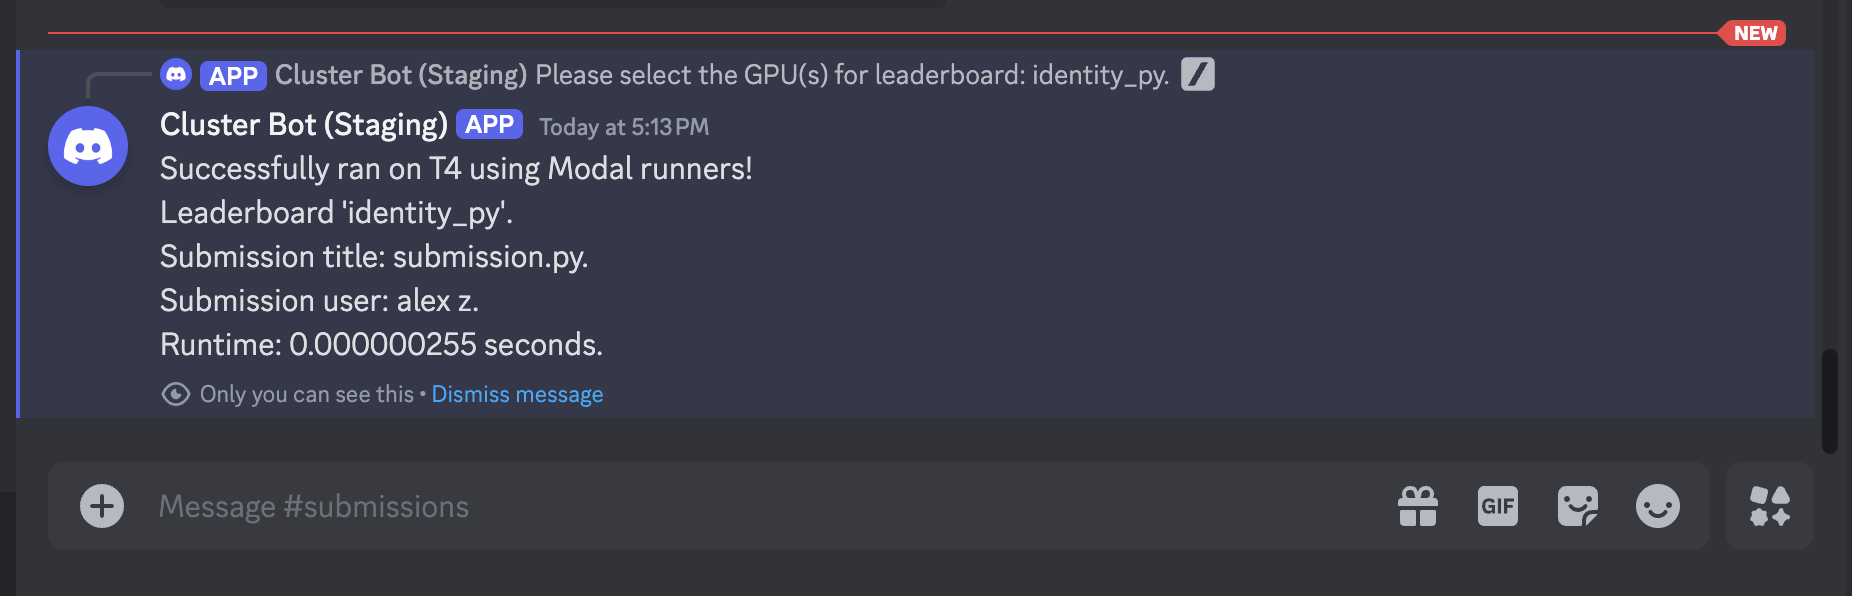 NEW
APP Cluster Bot (Staging) Please select the GPU(s) for leaderboard: identity_py.
Cluster Bot (Staging) APP Today at 5:13 PM
Successfully ran on T4 using Modal runners!
Leaderboard 'identity_py'.
Submission title: submission.py.
Submission user: alex z.
Runtime: 0.000000255 seconds.
Only you can see this • Dismiss message
Message #submissions
GIF